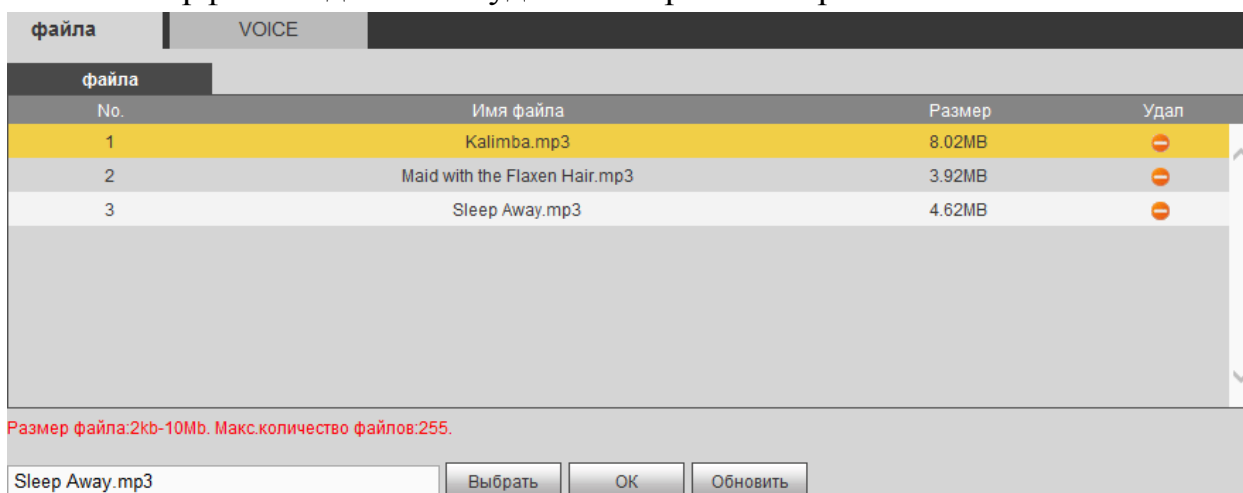 файла VOICE
файла
No. Имя файла Размер Удал
1 Kalimba.mp3 8.02MB
2 Maid with the Flaxen Hair.mp3 3.92MB
3 Sleep Away.mp3 4.62MB
Размер файла:2kb-10Mb. Макс.количество файлов:255.
Sleep Away.mp3 Выбрать OK Обновить